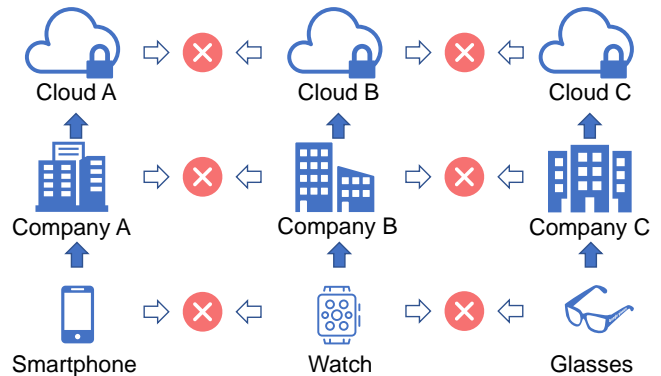 Cloud A
Cloud B
Cloud C
Company A
Company B
Company C
Smartphone
Watch
Glasses